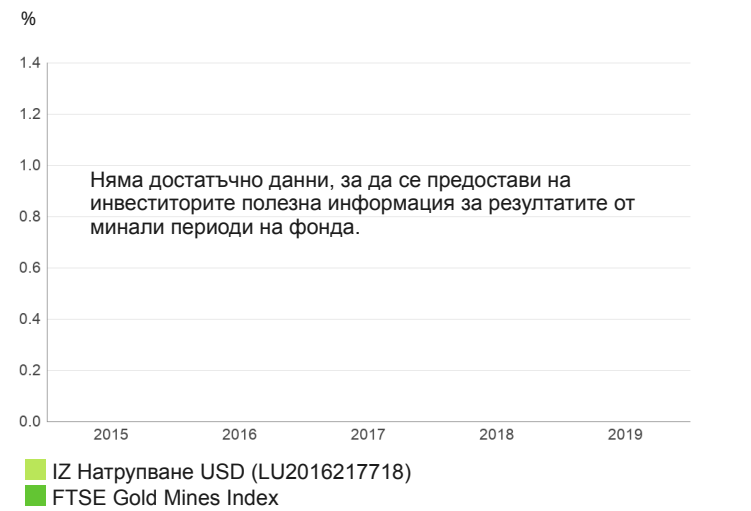 %
1.4
1.2
1.0
Няма достатъчно данни, за да се предостави на
инвеститорите полезна информация за резултатите от
минали периоди на фонда.
0.8
0.6
0.4
0.2
0.0
2015 2016 2017 2018 2019
IZ Натрупване USD (LU2016217718)
FTSE Gold Mines Index